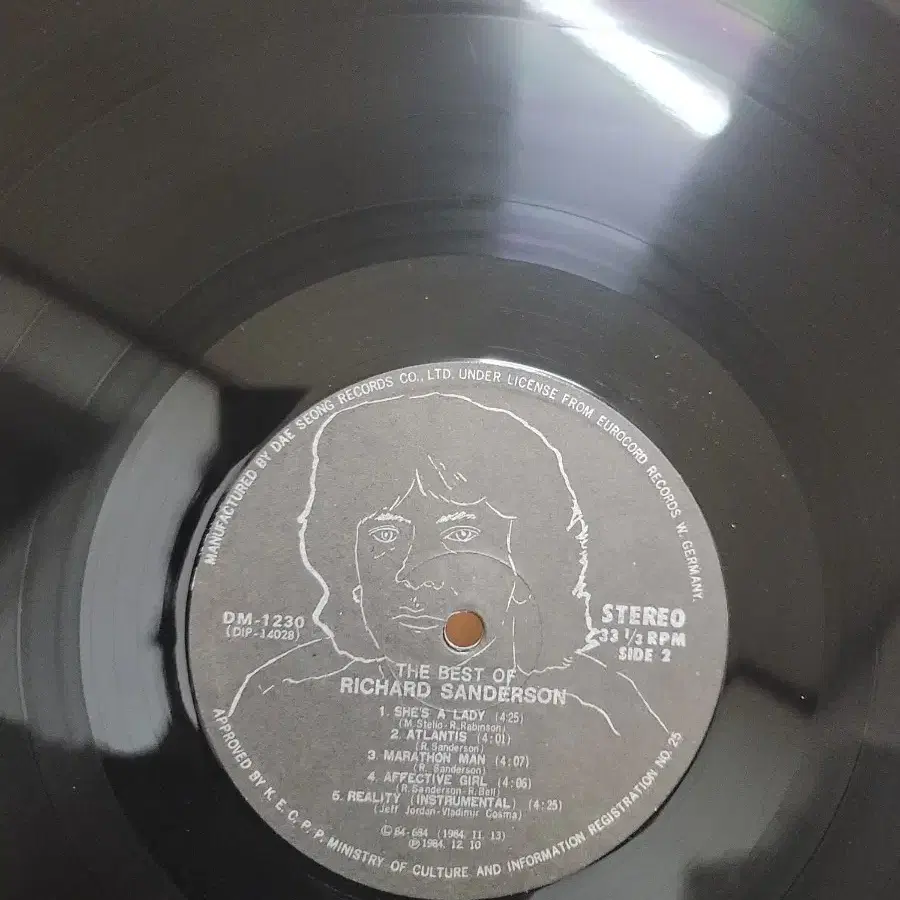 MANUFACTURED BY DAE SEONG RECORDS CO., LTD. UNDER LICENSE FROM EUROCORD RECORDS W. GERMANY.
DM-1230
(DIP-14028)
STEREO
33 1/3 RPM
SIDE 2
THE BEST OF
RICHARD SANDERSON
1. SHE'S A LADY (4:25)
(M. Stelio-R. Rabinson)
2. ATLANTIS (4:01)
(R. Sanderson)
3. MARATHON MAN (4:07)
(R. Sanderson)
4. AFFECTIVE GIRL (4:06)
(R. Sanderson-R. Bell)
5. REALITY (INSTRUMENTAL) (4:25)
(Jeff Jordan-Vladimir Cosma)
Ⓒ84-684 (1984. 11. 13)
Ⓟ1984. 12. 10
APPROVED BY K. E. C. P. P. MINISTRY OF CULTURE AND INFORMATION REGISTRATION NO. 25